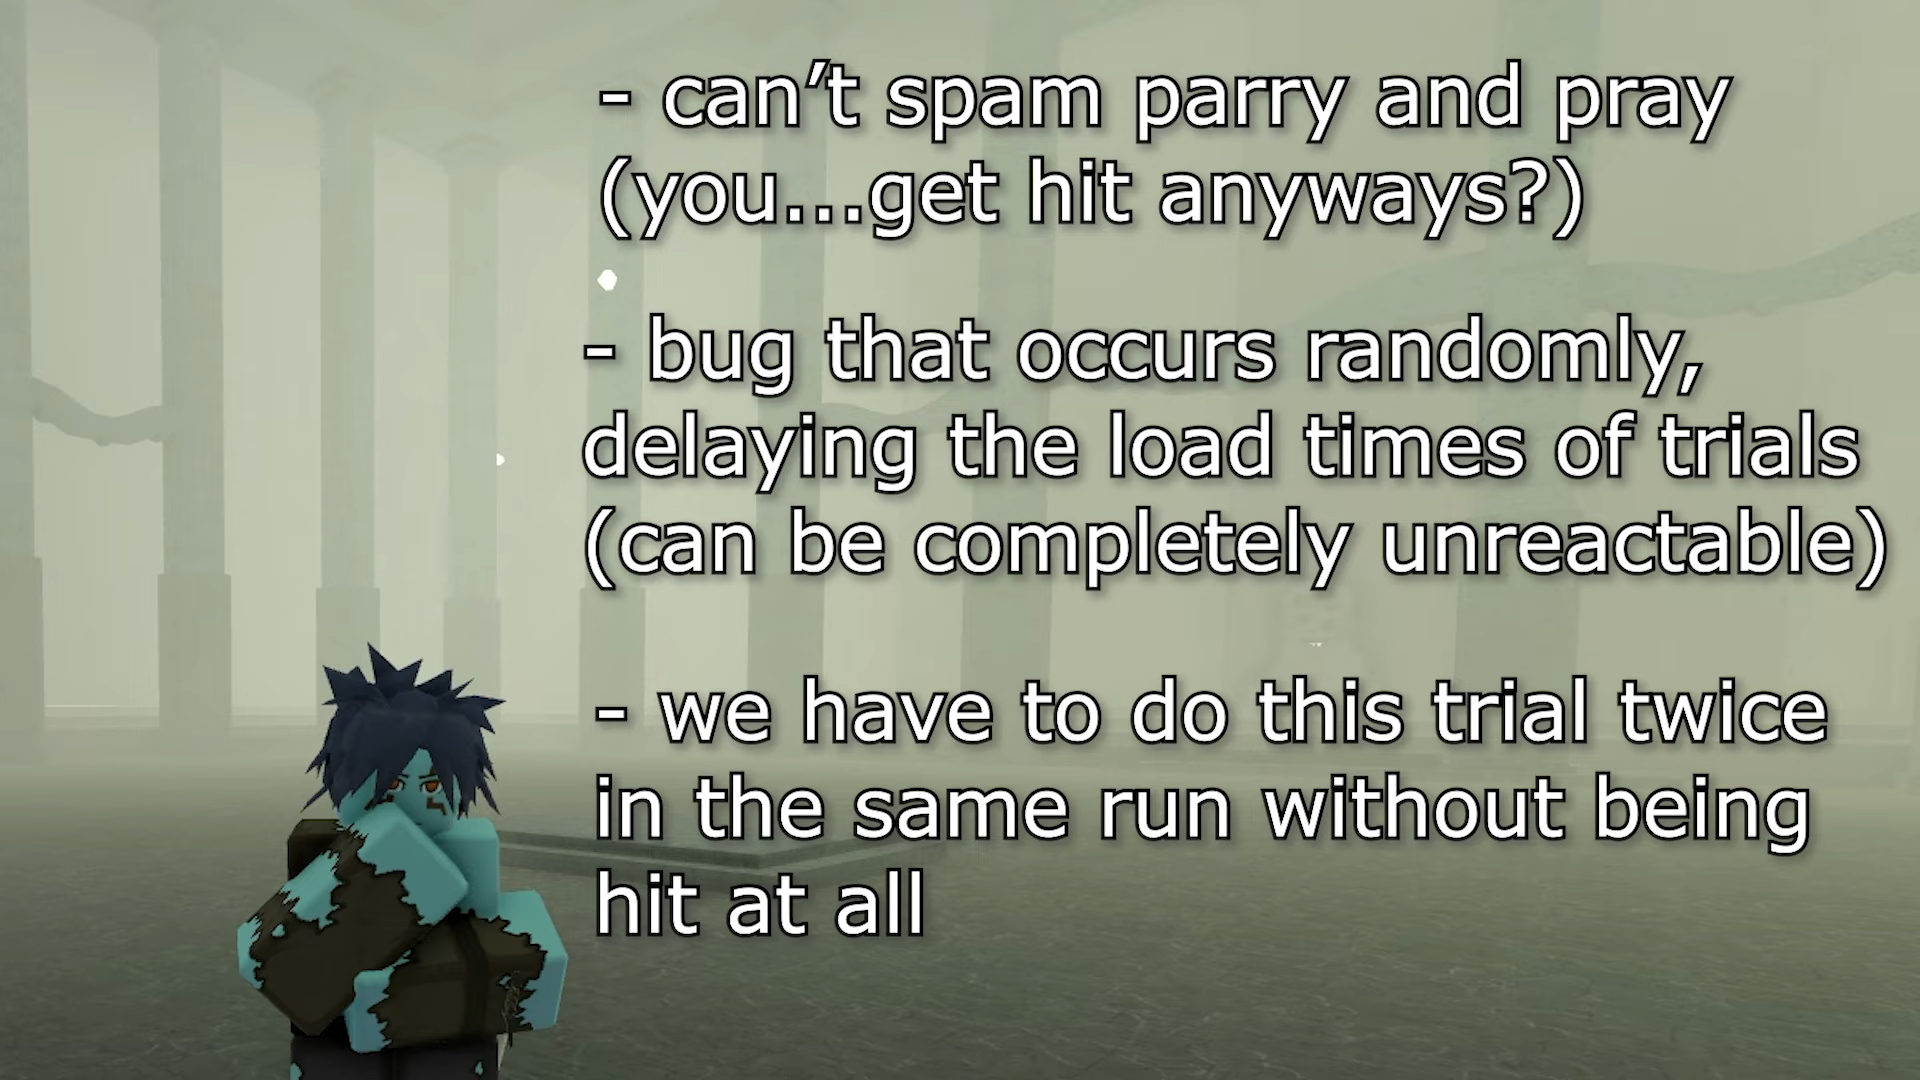 - can’t spam parry and pray
(you...get hit anyways?)
- bug that occurs randomly,
delaying the load times of trials
(can be completely unreactable)
- we have to do this trial twice
in the same run without being
hit at all